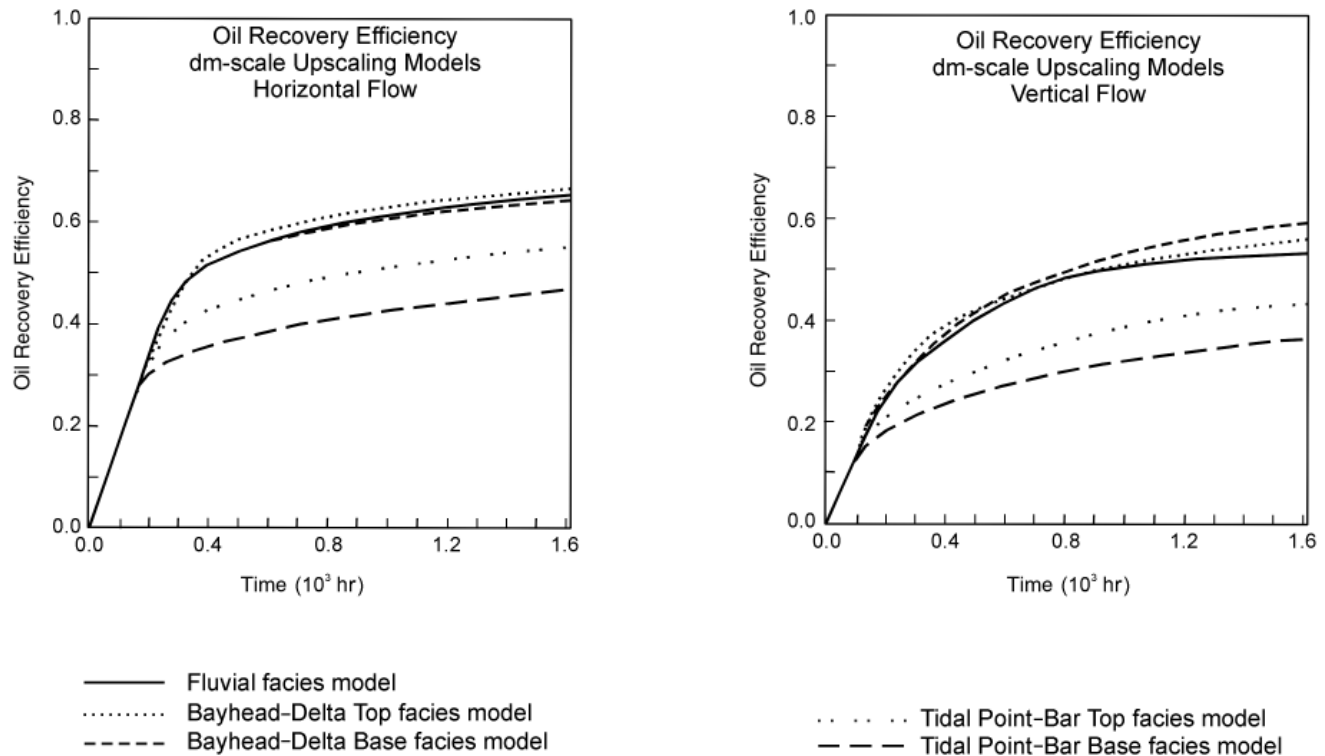 Oil Recovery Efficiency
dm-scale Upscaling Models
Horizontal Flow
Oil Recovery Efficiency
1.0
0.8
0.6
0.4
0.2
0.0
0.0 0.4 0.8 1.2 1.6
Time (10³ hr)
Oil Recovery Efficiency
dm-scale Upscaling Models
Vertical Flow
Oil Recovery Efficiency
1.0
0.8
0.6
0.4
0.2
0.0
0.0 0.4 0.8 1.2 1.6
Time (10³ hr)
Fluvial facies model
Bayhead–Delta Top facies model
Bayhead–Delta Base facies model
Tidal Point–Bar Top facies model
Tidal Point–Bar Base facies model